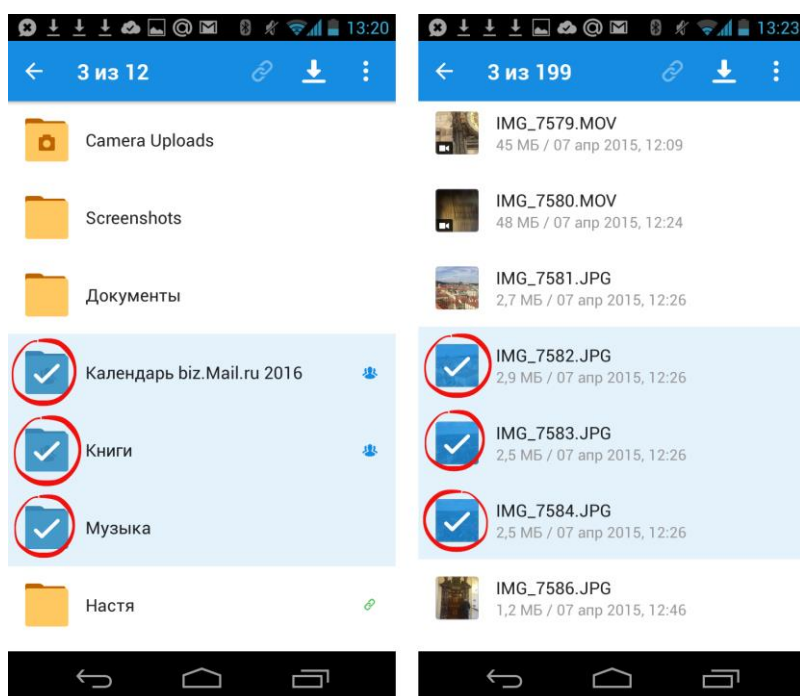 13:20
3 из 12
Camera Uploads
Screenshots
Документы
Календарь biz.Mail.ru 2016
Книги
Музыка
Настя
13:23
3 из 199
IMG_7579.MOV
45 МБ / 07 апр 2015, 12:09
IMG_7580.MOV
48 МБ / 07 апр 2015, 12:24
IMG_7581.JPG
2,7 МБ / 07 апр 2015, 12:26
IMG_7582.JPG
2,9 МБ / 07 апр 2015, 12:26
IMG_7583.JPG
2,5 МБ / 07 апр 2015, 12:26
IMG_7584.JPG
2,5 МБ / 07 апр 2015, 12:26
IMG_7586.JPG
1,2 МБ / 07 апр 2015, 12:46